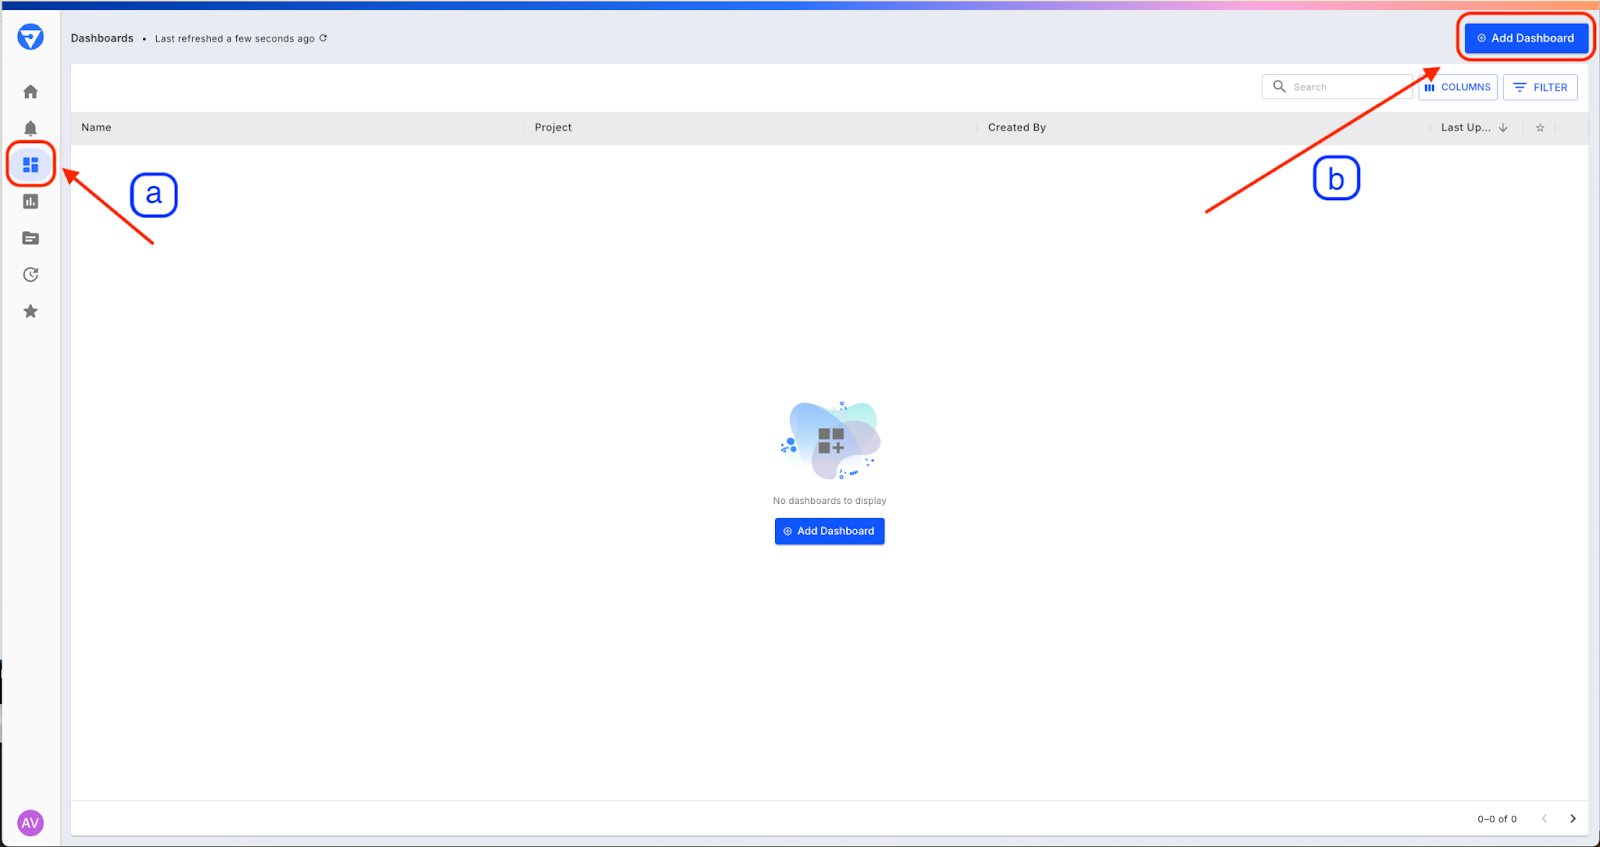 Dashboards • Last refreshed a few seconds ago
Add Dashboard
Search
COLUMNS
FILTER
Name Project Created By Last Up...
a
b
No dashboards to display
Add Dashboard
0–0 of 0
AV